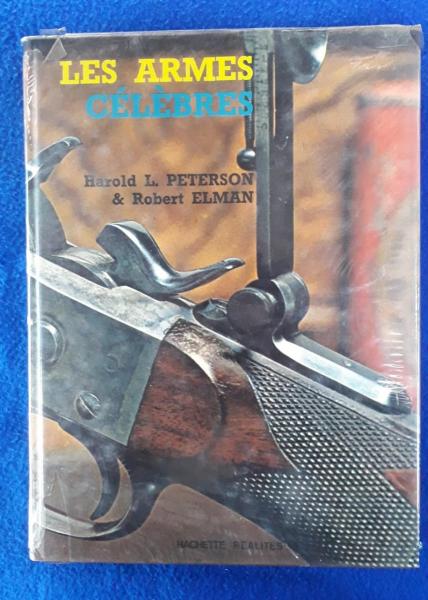 LES ARMES
CÉLÈBRES
Harold L. PETERSON
& Robert ELMAN
HACHETTE RÉALITÉS